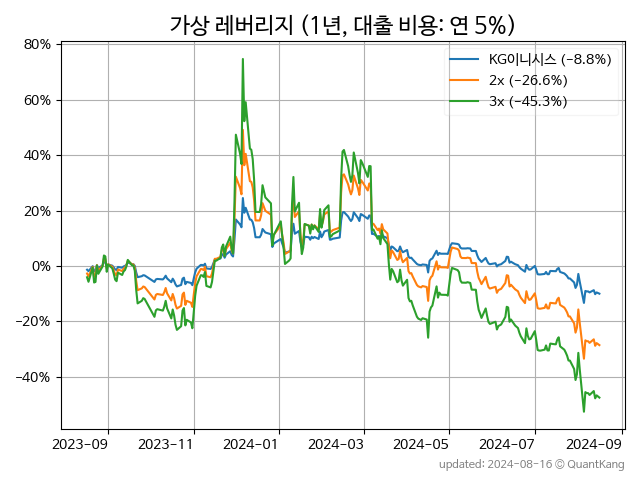 가상 레버리지 (1년, 대출 비용: 연 5%)
80%
60%
40%
20%
0%
−20%
−40%
KG이니시스 (−8.8%)
2x (−26.6%)
3x (−45.3%)
2023-09 2023-11 2024-01 2024-03 2024-05 2024-07 2024-09
updated: 2024-08-16 © QuantKang